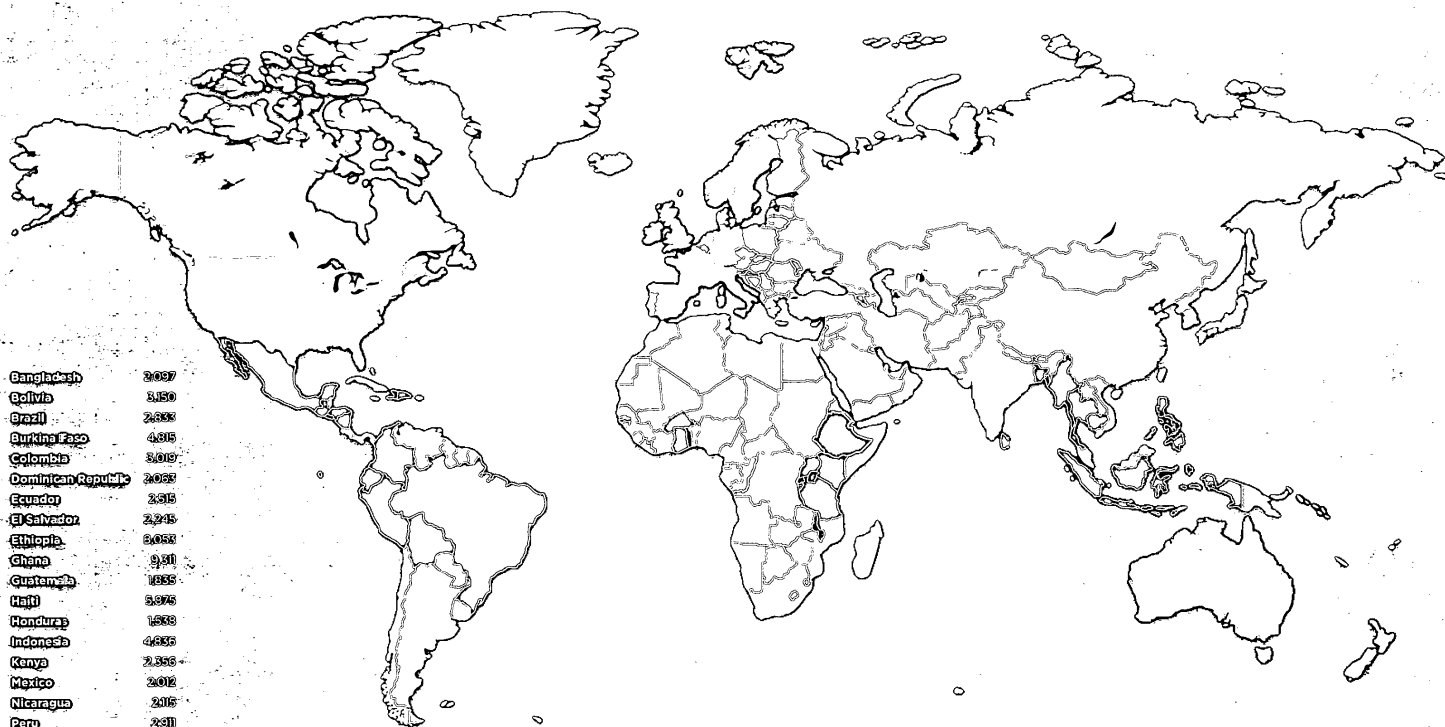 Bangladesh 2,097
Bolivia 3,150
Brazil 2,833
Burkina Faso 4,815
Colombia 3,019
Dominican Republic 2,063
Ecuador 2,515
El Salvador 2,245
Ethiopia 3,053
Ghana 9,311
Guatemala 1,835
Haiti 5,975
Honduras 1,538
Indonesia 4,836
Kenya 2,356
Mexico 2,012
Nicaragua 2,115
Peru 2,911